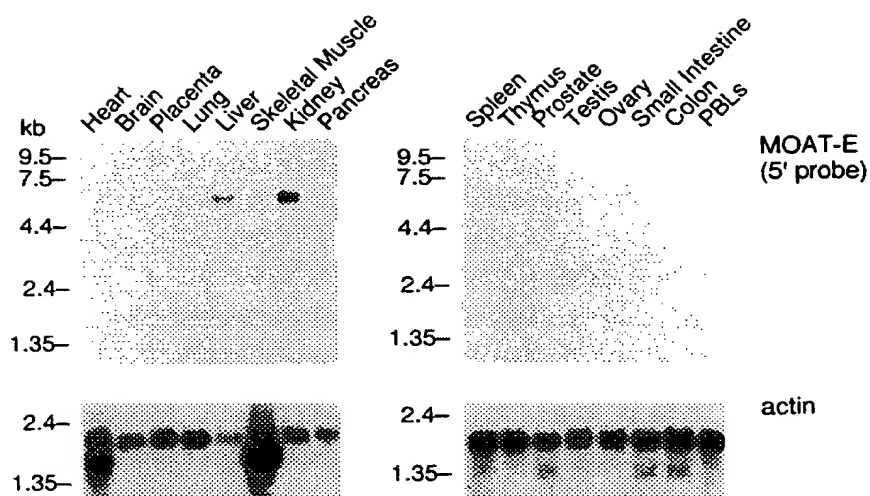 kb
Heart
Brain
Placenta
Lung
Liver
Skeletal Muscle
Kidney
Pancreas
9.5–
7.5–
4.4–
2.4–
1.35–
Spleen
Thymus
Prostate
Testis
Ovary
Small Intestine
Colon
PBLs
9.5–
7.5–
4.4–
2.4–
1.35–
MOAT-E
(5' probe)
2.4–
1.35–
2.4–
1.35–
actin